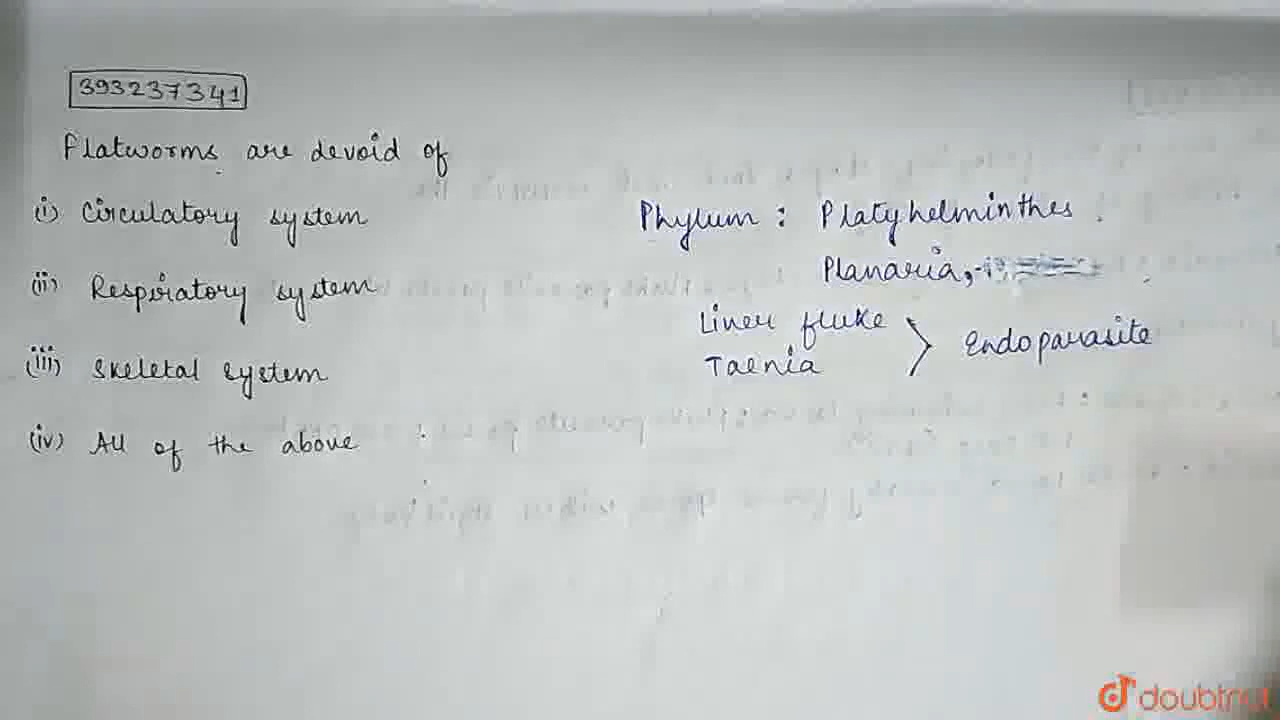 393237341
Flatworms are devoid of
(i) Circulatory system
(ii) Respiratory system
(iii) Skeletal system
(iv) All of the above
Phylum : Platyhelminthes.
Planaria,
Liver fluke
Taenia
Endoparasite
doubtnut